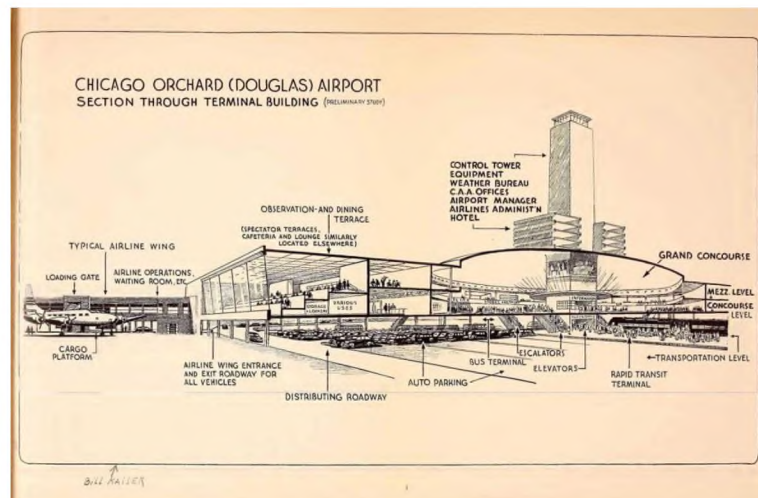 CHICAGO ORCHARD (DOUGLAS) AIRPORT
SECTION THROUGH TERMINAL BUILDING (PRELIMINARY STUDY)
CONTROL TOWER
EQUIPMENT
WEATHER BUREAU
C.A.A. OFFICES
AIRPORT MANAGER
AIRLINES ADMINIST'N
HOTEL
OBSERVATION-AND DINING
TERRACE
(SPECTATOR TERRACES,
CAFETERIA AND LOUNGE SIMILARLY
LOCATED ELSEWHERE)
TYPICAL AIRLINE WING
LOADING GATE
AIRLINE OPERATIONS,
WAITING ROOM, ETC.
GRAND CONCOURSE
MEZZ LEVEL
CONCOURSE
LEVEL
VARIOUS
USES
CARGO
PLATFORM
AIRLINE WING ENTRANCE
AND EXIT ROADWAY FOR
ALL VEHICLES
DISTRIBUTING ROADWAY
AUTO PARKING
BUS TERMINAL
ESCALATORS
ELEVATORS
RAPID TRANSIT
TERMINAL
TRANSPORTATION LEVEL
BILL